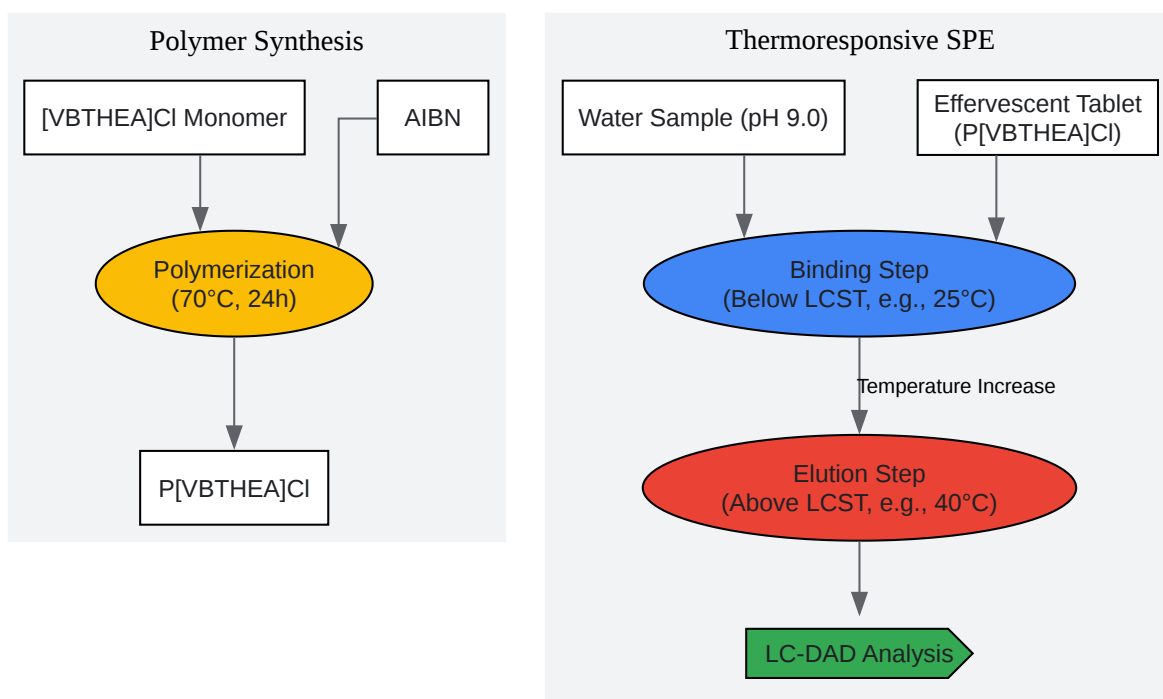 Polymer Synthesis
[VBTHEA]Cl Monomer
AIBN
Polymerization
(70°C, 24h)
P[VBTHEA]Cl
Thermoresponsive SPE
Water Sample (pH 9.0)
Effervescent Tablet
(P[VBTHEA]Cl)
Binding Step
(Below LCST, e.g., 25°C)
Temperature Increase
Elution Step
(Above LCST, e.g., 40°C)
LC-DAD Analysis